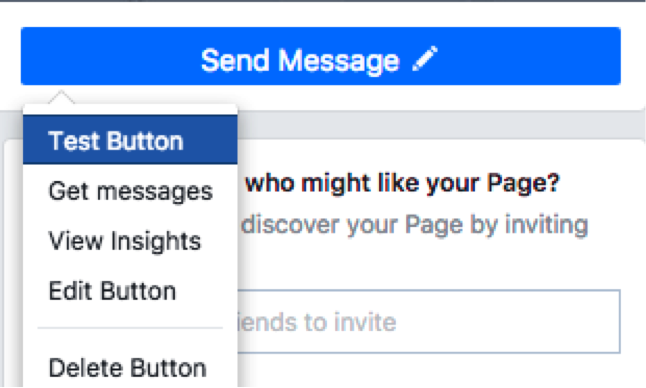 Send Message
Test Button
Get messages
who might like your Page?
View Insights
discover your Page by inviting
Edit Button
to invite
Delete Button